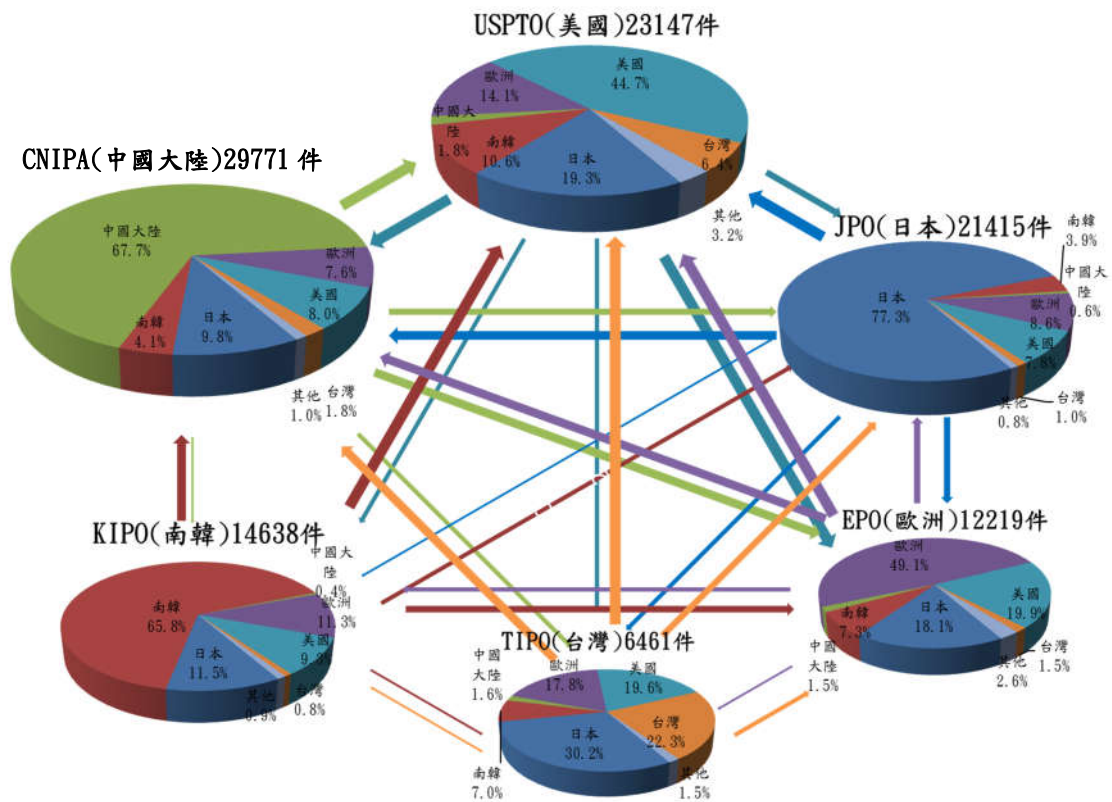 USPTO(美國)23147件
美國
44.7%
歐洲
14.1%
中國大
陸
1.8%
南韓
10.6%
日本
19.3%
台灣
6.4%
其他
3.2%
CNIPA(中國大陸)29771 件
中國大陸
67.7%
歐洲
7.6%
美國
8.0%
南韓
4.1%
日本
9.8%
其他
1.0%
台灣
1.8%
JPO(日本)21415件
南韓
3.9%
中國大
陸
0.6%
日本
77.3%
歐洲
8.6%
美國
7.8%
其他
0.8%
台灣
1.0%
KIPO(南韓)14638件
中國大
陸
0.4%
南韓
65.8%
歐洲
11.3%
美國
9.3%
日本
11.5%
其他
0.9%
台灣
0.8%
EPO(歐洲)12219件
歐洲
49.1%
美國
19.9%
南韓
7.3%
日本
18.1%
中國大
陸
1.5%
其他
2.6%
台灣
1.5%
TIPO(台灣)6461件
中國
大陸
1.6%
歐洲
17.8%
美國
19.6%
台灣
22.3%
日本
30.2%
南韓
7.0%
其他
1.5%